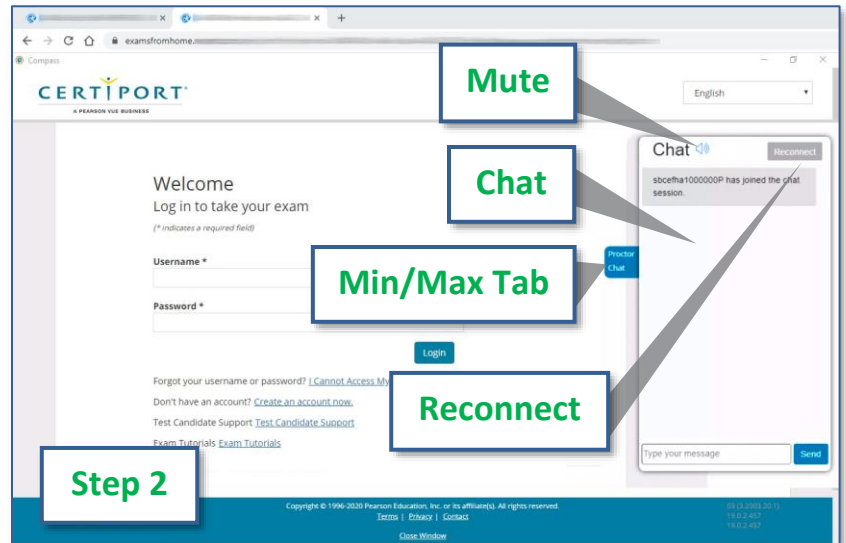 examsfromhome.
Compass
CERTIPORT
A PEARSON VUE BUSINESS
English
Mute
Chat
Min/Max Tab
Reconnect
Step 2
Welcome
Log in to take your exam
(* indicates a required field)
Username *
Password *
Login
Forgot your username or password? I Cannot Access My
Don't have an account? Create an account now.
Test Candidate Support Test Candidate Support
Exam Tutorials Exam Tutorials
Proctor
Chat
Chat
Reconnect
sbcefha1000000P has joined the chat
session.
Type your message
Send
Copyright © 1996-2020 Pearson Education, Inc. or its affiliate(s). All rights reserved.
Terms | Privacy | Contact
Close Window